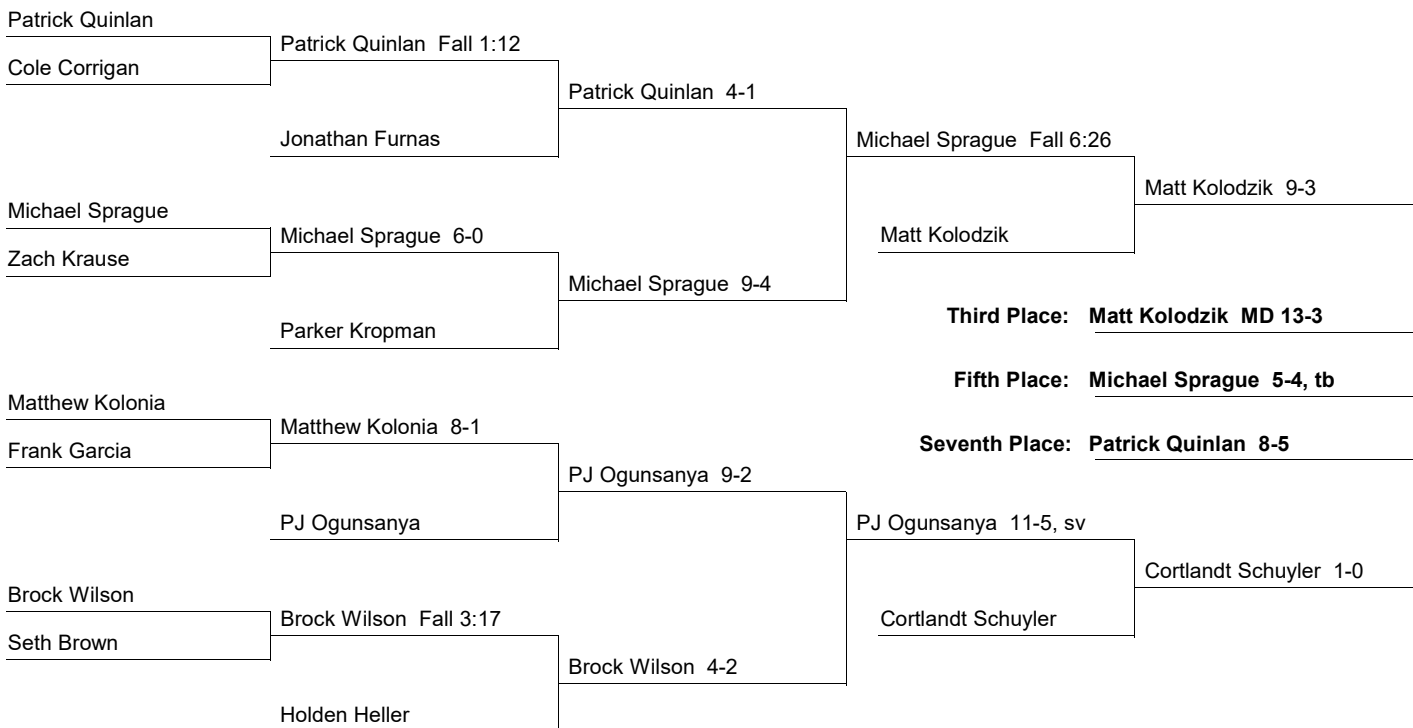 Patrick Quinlan
Patrick Quinlan Fall 1:12
Cole Corrigan
Patrick Quinlan 4-1
Jonathan Furnas
Michael Sprague Fall 6:26
Matt Kolodzik 9-3
Michael Sprague
Michael Sprague 6-0
Matt Kolodzik
Zach Krause
Michael Sprague 9-4
Third Place: Matt Kolodzik MD 13-3
Parker Kropman
Fifth Place: Michael Sprague 5-4, tb
Matthew Kolonia
Matthew Kolonia 8-1
Frank Garcia
Seventh Place: Patrick Quinlan 8-5
PJ Ogunsanya 9-2
PJ Ogunsanya
PJ Ogunsanya 11-5, sv
Cortlandt Schuyler 1-0
Brock Wilson
Brock Wilson Fall 3:17
Cortlandt Schuyler
Seth Brown
Brock Wilson 4-2
Holden Heller